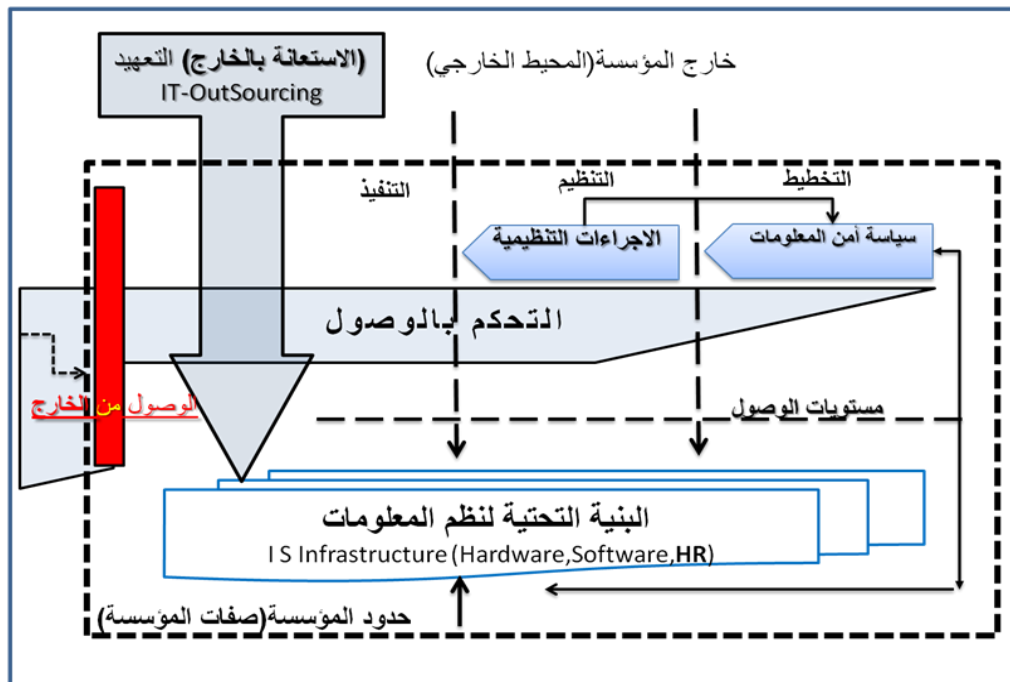 (الاستعانة بالخارج) التعهيد
IT-OutSourcing
خارج المؤسسة(المحيط الخارجي)
التخطيط
التنظيم
التنفيذ
سياسة أمن المعلومات
الاجراءات التنظيمية
التحكم بالوصول
الوصول من الخارج
مستويات الوصول
البنية التحتية لنظم المعلومات
I S Infrastructure (Hardware,Software,HR)
حدود المؤسسة(صفات المؤسسة)